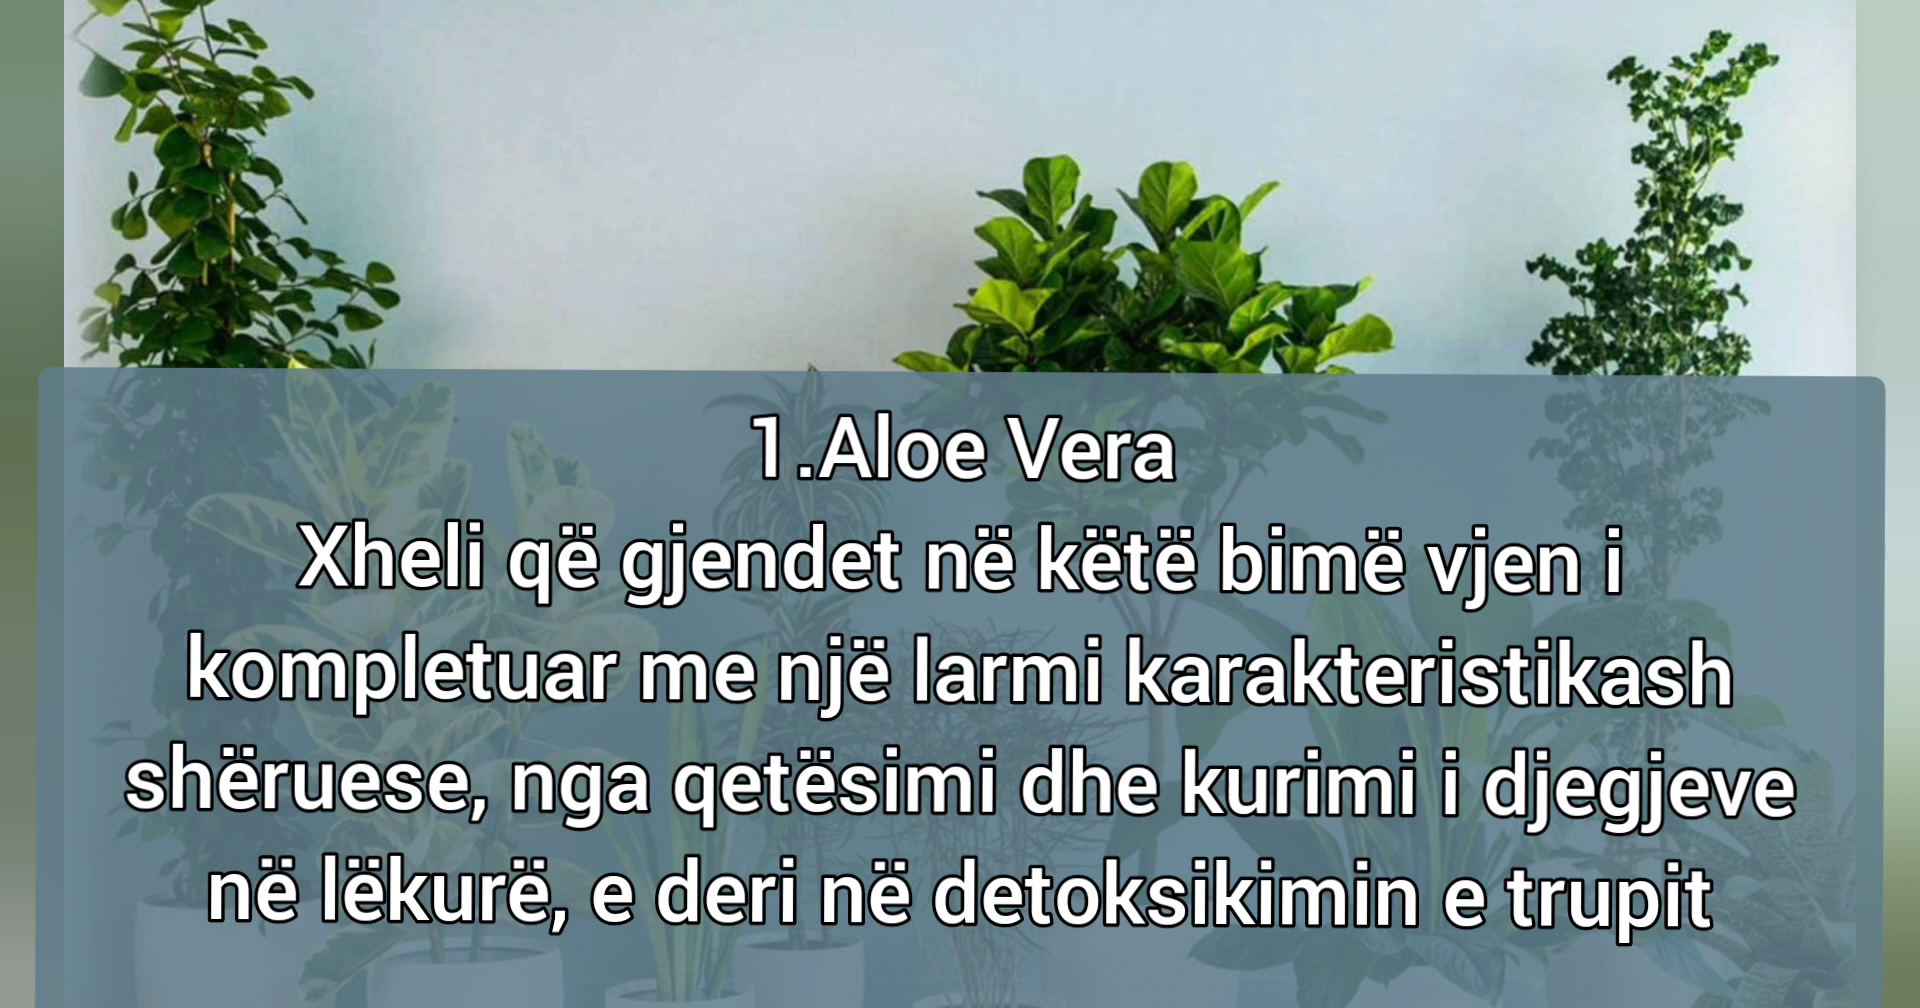 1.Aloe Vera
Xheli që gjendet në këtë bimë vjen i
kompletuar me një larmi karakteristikash
shëruese, nga qetësimi dhe kurimi i djegjeve
në lëkurë, e deri në detoksikimin e trupit